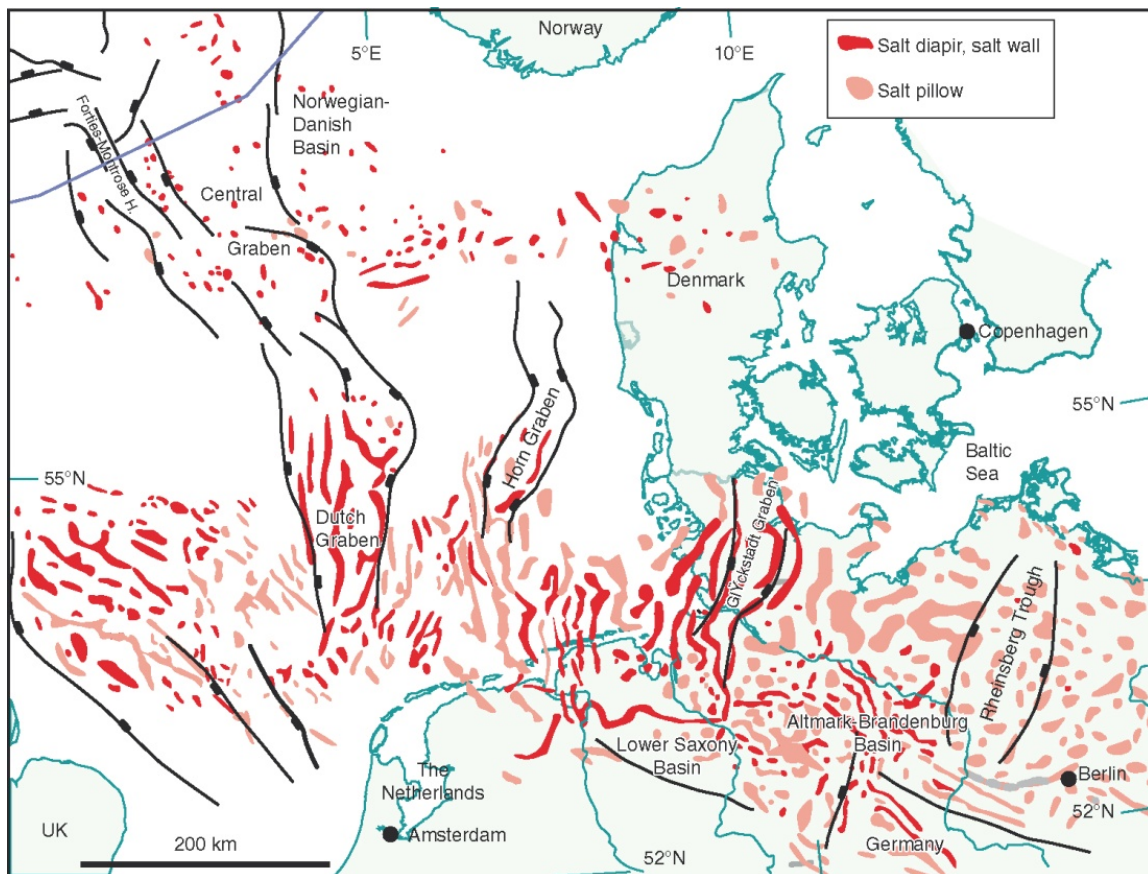 5°E
Norway
10°E
Salt diapir, salt wall
Salt pillow
Forties-Montrose H.
Norwegian-
Danish
Basin
Central
Graben
Denmark
Copenhagen
55°N
Horn Graben
Baltic
Sea
55°N
Dutch
Graben
Gl\'fcckstadt Graben
Rheinsberg Trough
Altmark-Brandenburg
Basin
Lower Saxony
Basin
The
Netherlands
Berlin
52°N
UK
200 km
Amsterdam
52°N
Germany